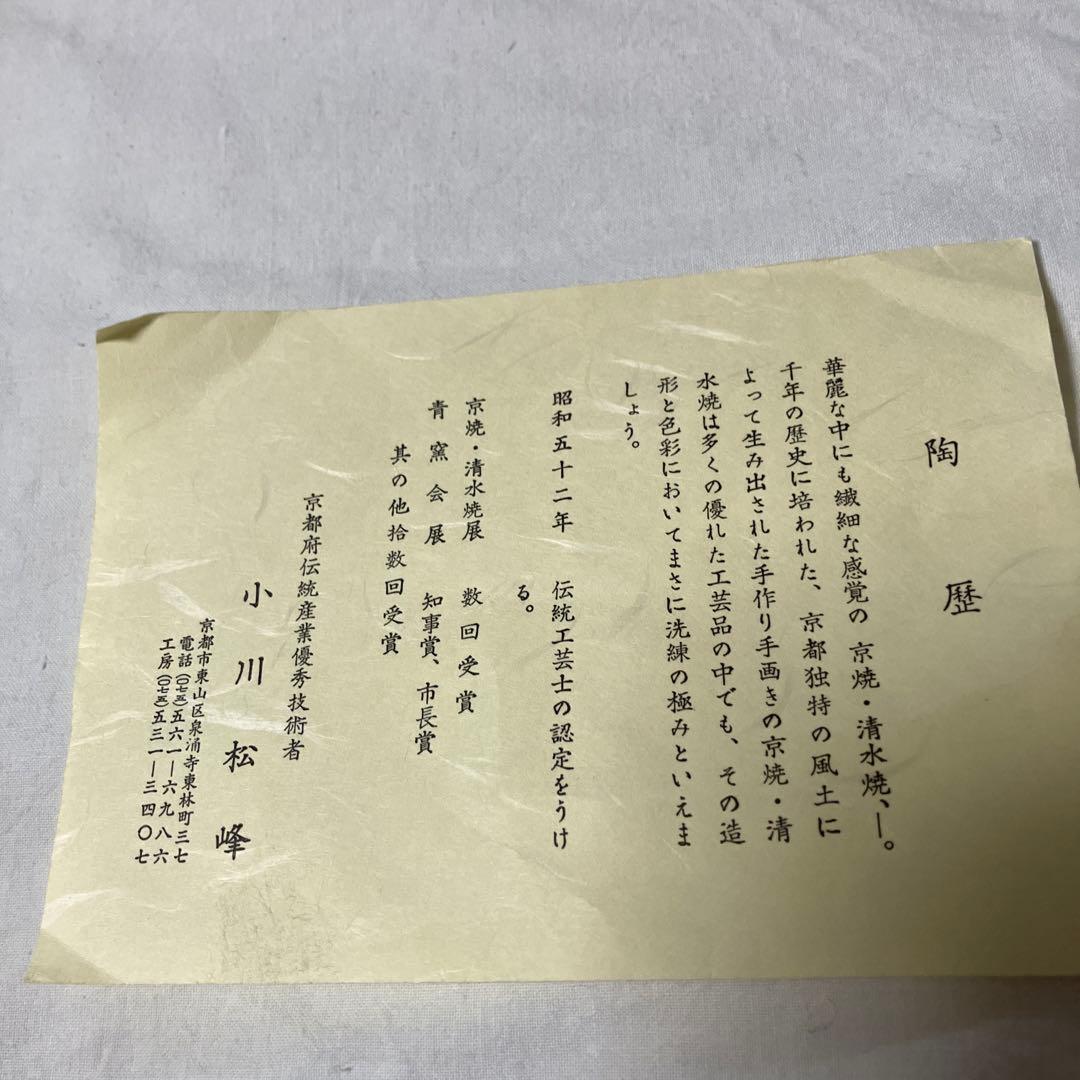 陶歴
華麗な中にも繊細な感覚の 京焼・清水焼、―。
千年の歴史に培われた、京都独特の風土に
よって生み出された手作り手画きの京焼・清
水焼は多くの優れた工芸品の中でも、その造
形と色彩においてまさに洗練の極みといえま
しょう。
昭和五十二年 伝統工芸士の認定をうけ
る。
京焼・清水焼展 数回受賞
青窯会展 知事賞、市長賞
其の他拾数回受賞
京都府伝統産業優秀技術者
小川松峰
京都市東山区泉涌寺東林町三七
電話(〇七五)五六一―六九八六
工房(〇七五)五三一―三四〇七